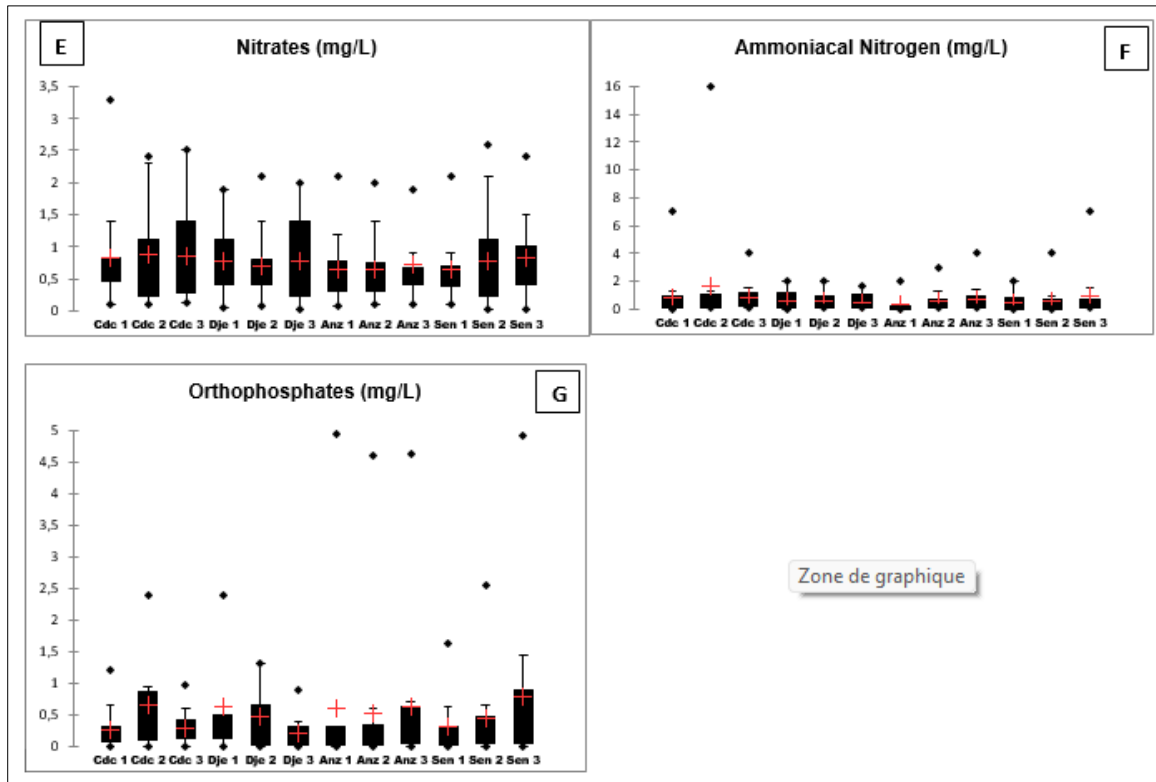 E
Nitrates (mg/L)
3,5
3
2,5
2
1,5
1
0,5
0
Cdc 1 Cdc 2 Cdc 3 Dje 1 Dje 2 Dje 3 Anz 1 Anz 2 Anz 3 Sen 1 Sen 2 Sen 3
Ammoniacal Nitrogen (mg/L)
F
16
14
12
10
8
6
4
2
0
Cdc 1 Cdc 2 Cdc 3 Dje 1 Dje 2 Dje 3 Anz 1 Anz 2 Anz 3 Sen 1 Sen 2 Sen 3
Orthophosphates (mg/L)
G
5
4,5
4
3,5
3
2,5
2
1,5
1
0,5
0
Cdc 1 Cdc 2 Cdc 3 Dje 1 Dje 2 Dje 3 Anz 1 Anz 2 Anz 3 Sen 1 Sen 2 Sen 3
Zone de graphique